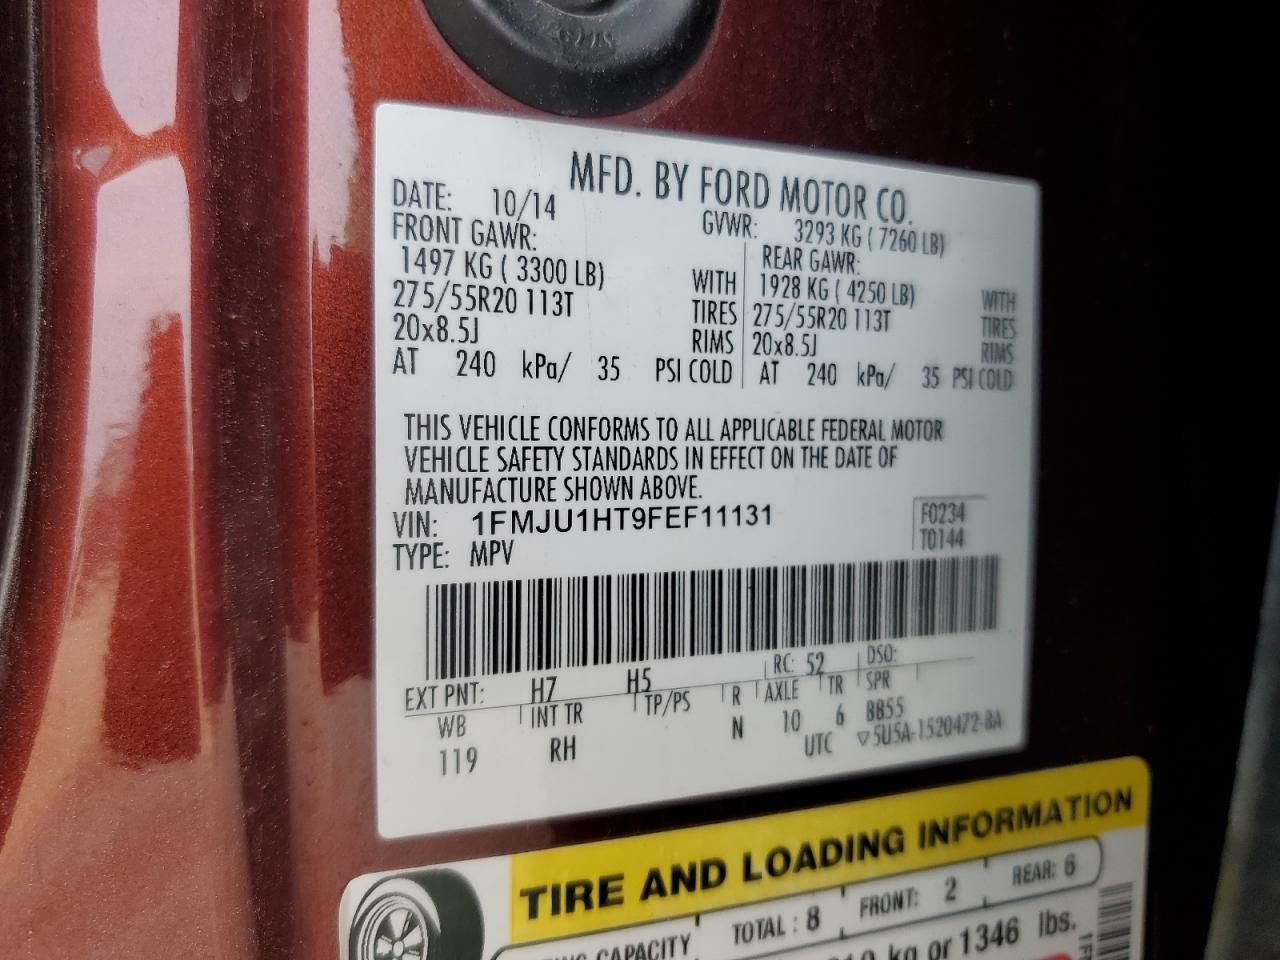 MFD. BY FORD MOTOR CO.
DATE: 10/14 GVWR: 3293 KG ( 7260 LB)
FRONT GAWR: REAR GAWR:
1497 KG ( 3300 LB) WITH 1928 KG ( 4250 LB) WITH
275/55R20 113T TIRES 275/55R20 113T TIRES
20x8.5J RIMS 20x8.5J RIMS
AT 240 kPa/ 35 PSI COLD AT 240 kPa/ 35 PSI COLD
THIS VEHICLE CONFORMS TO ALL APPLICABLE FEDERAL MOTOR
VEHICLE SAFETY STANDARDS IN EFFECT ON THE DATE OF
MANUFACTURE SHOWN ABOVE.
VIN: 1FMJU1HT9FEF11131 F0234
TYPE: MPV T0144
EXT PNT: H7 H5 RC: 52 DSO:
WB INT TR TP/PS R AXLE TR SPR
119 RH N 10 6 BB55
UTC ▽5U5A-1520472-BA
TIRE AND LOADING INFORMATION
CAPACITY TOTAL : 8 FRONT: 2 REAR: 6
kg or 1346 lbs.